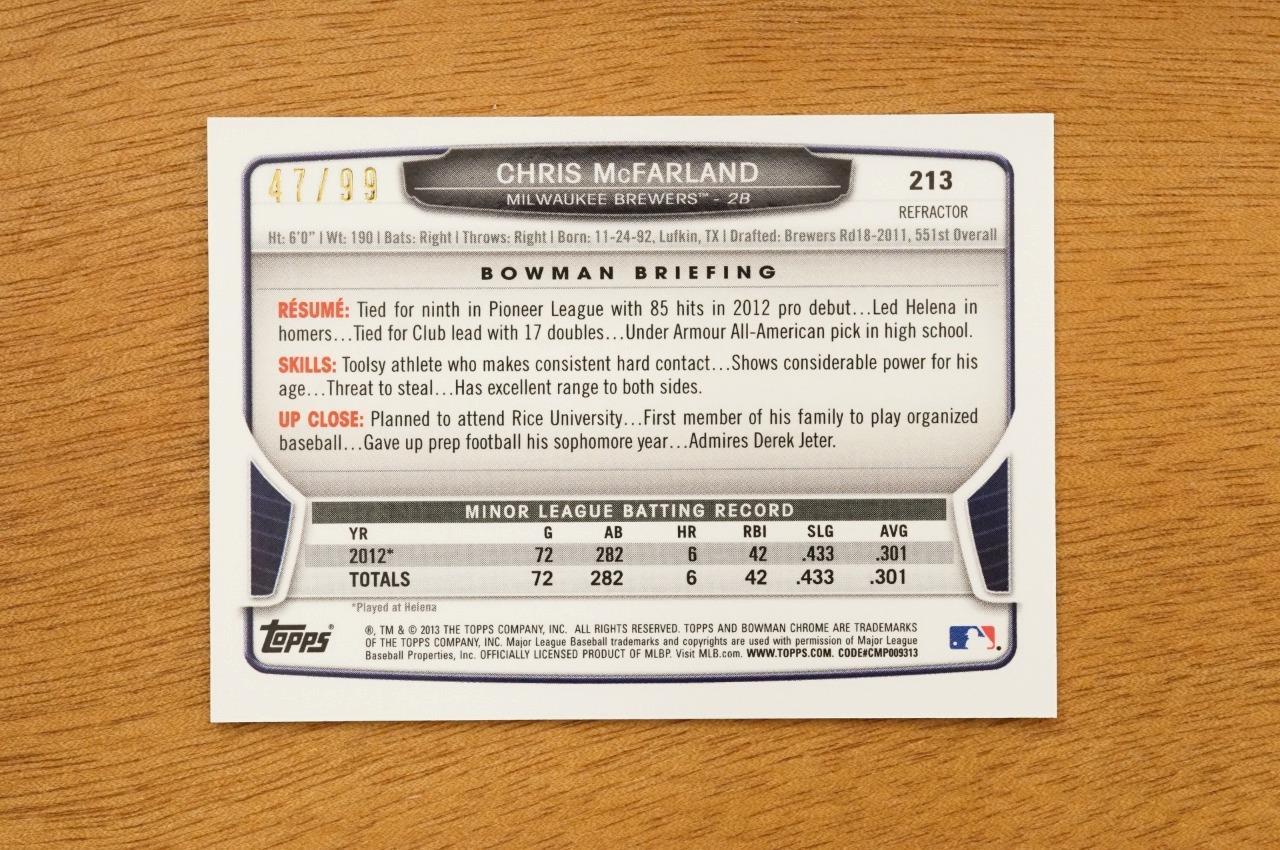 47/99
CHRIS McFARLAND
MILWAUKEE BREWERS™ - 2B
213
REFRACTOR
Ht: 6'0" | Wt: 190 | Bats: Right | Throws: Right | Born: 11-24-92, Lufkin, TX | Drafted: Brewers Rd18-2011, 551st Overall
BOWMAN BRIEFING
RÉSUMÉ: Tied for ninth in Pioneer League with 85 hits in 2012 pro debut...Led Helena in
homers...Tied for Club lead with 17 doubles...Under Armour All-American pick in high school.
SKILLS: Toolsy athlete who makes consistent hard contact...Shows considerable power for his
age...Threat to steal...Has excellent range to both sides.
UP CLOSE: Planned to attend Rice University...First member of his family to play organized
baseball...Gave up prep football his sophomore year...Admires Derek Jeter.
MINOR LEAGUE BATTING RECORD
YR G AB HR RBI SLG AVG
2012* 72 282 6 42 .433 .301
TOTALS 72 282 6 42 .433 .301
*Played at Helena
Topps®
®, TM & © 2013 THE TOPPS COMPANY, INC. ALL RIGHTS RESERVED. TOPPS AND BOWMAN CHROME ARE TRADEMARKS
OF THE TOPPS COMPANY, INC. Major League Baseball trademarks and copyrights are used with permission of Major League
Baseball Properties, Inc. OFFICIALLY LICENSED PRODUCT OF MLBP. Visit MLB.com. WWW.TOPPS.COM. CODE#CMP009313